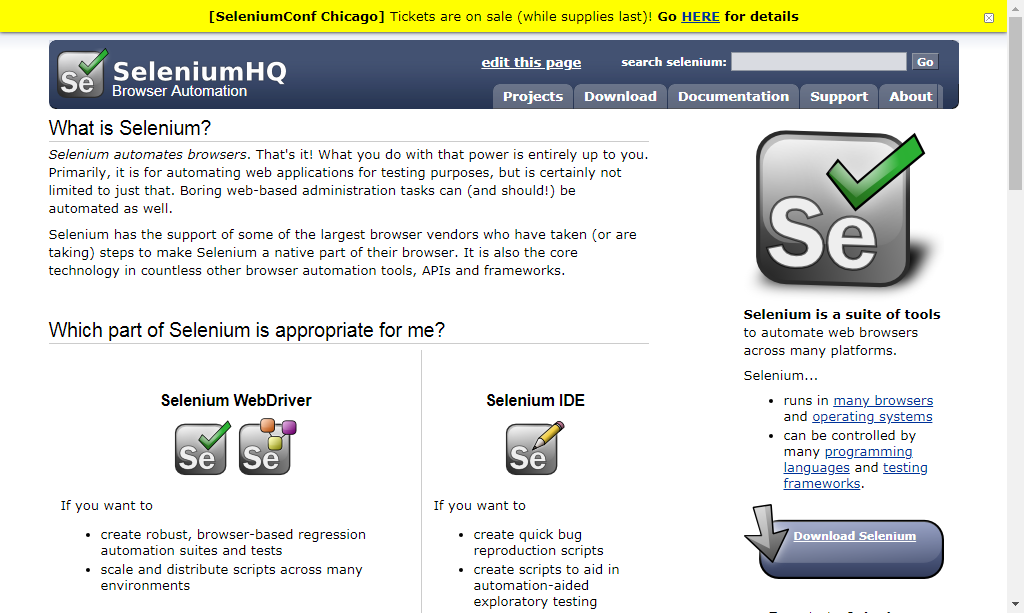 [SeleniumConf Chicago] Tickets are on sale (while supplies last)! Go HERE for details
Se
SeleniumHQ
Browser Automation
edit this page
search selenium:
Go
Projects
Download
Documentation
Support
About
What is Selenium?
Selenium automates browsers. That's it! What you do with that power is entirely up to you.
Primarily, it is for automating web applications for testing purposes, but is certainly not
limited to just that. Boring web-based administration tasks can (and should!) be
automated as well.
Selenium has the support of some of the largest browser vendors who have taken (or are
taking) steps to make Selenium a native part of their browser. It is also the core
technology in countless other browser automation tools, APIs and frameworks.
Which part of Selenium is appropriate for me?
Selenium WebDriver
Se
Se
If you want to
• create robust, browser-based regression
automation suites and tests
• scale and distribute scripts across many
environments
Selenium IDE
Se
If you want to
• create quick bug
reproduction scripts
• create scripts to aid in
automation-aided
exploratory testing
Se
Selenium is a suite of tools
to automate web browsers
across many platforms.
Selenium...
• runs in many browsers
and operating systems
• can be controlled by
many programming
languages and testing
frameworks.
Download Selenium